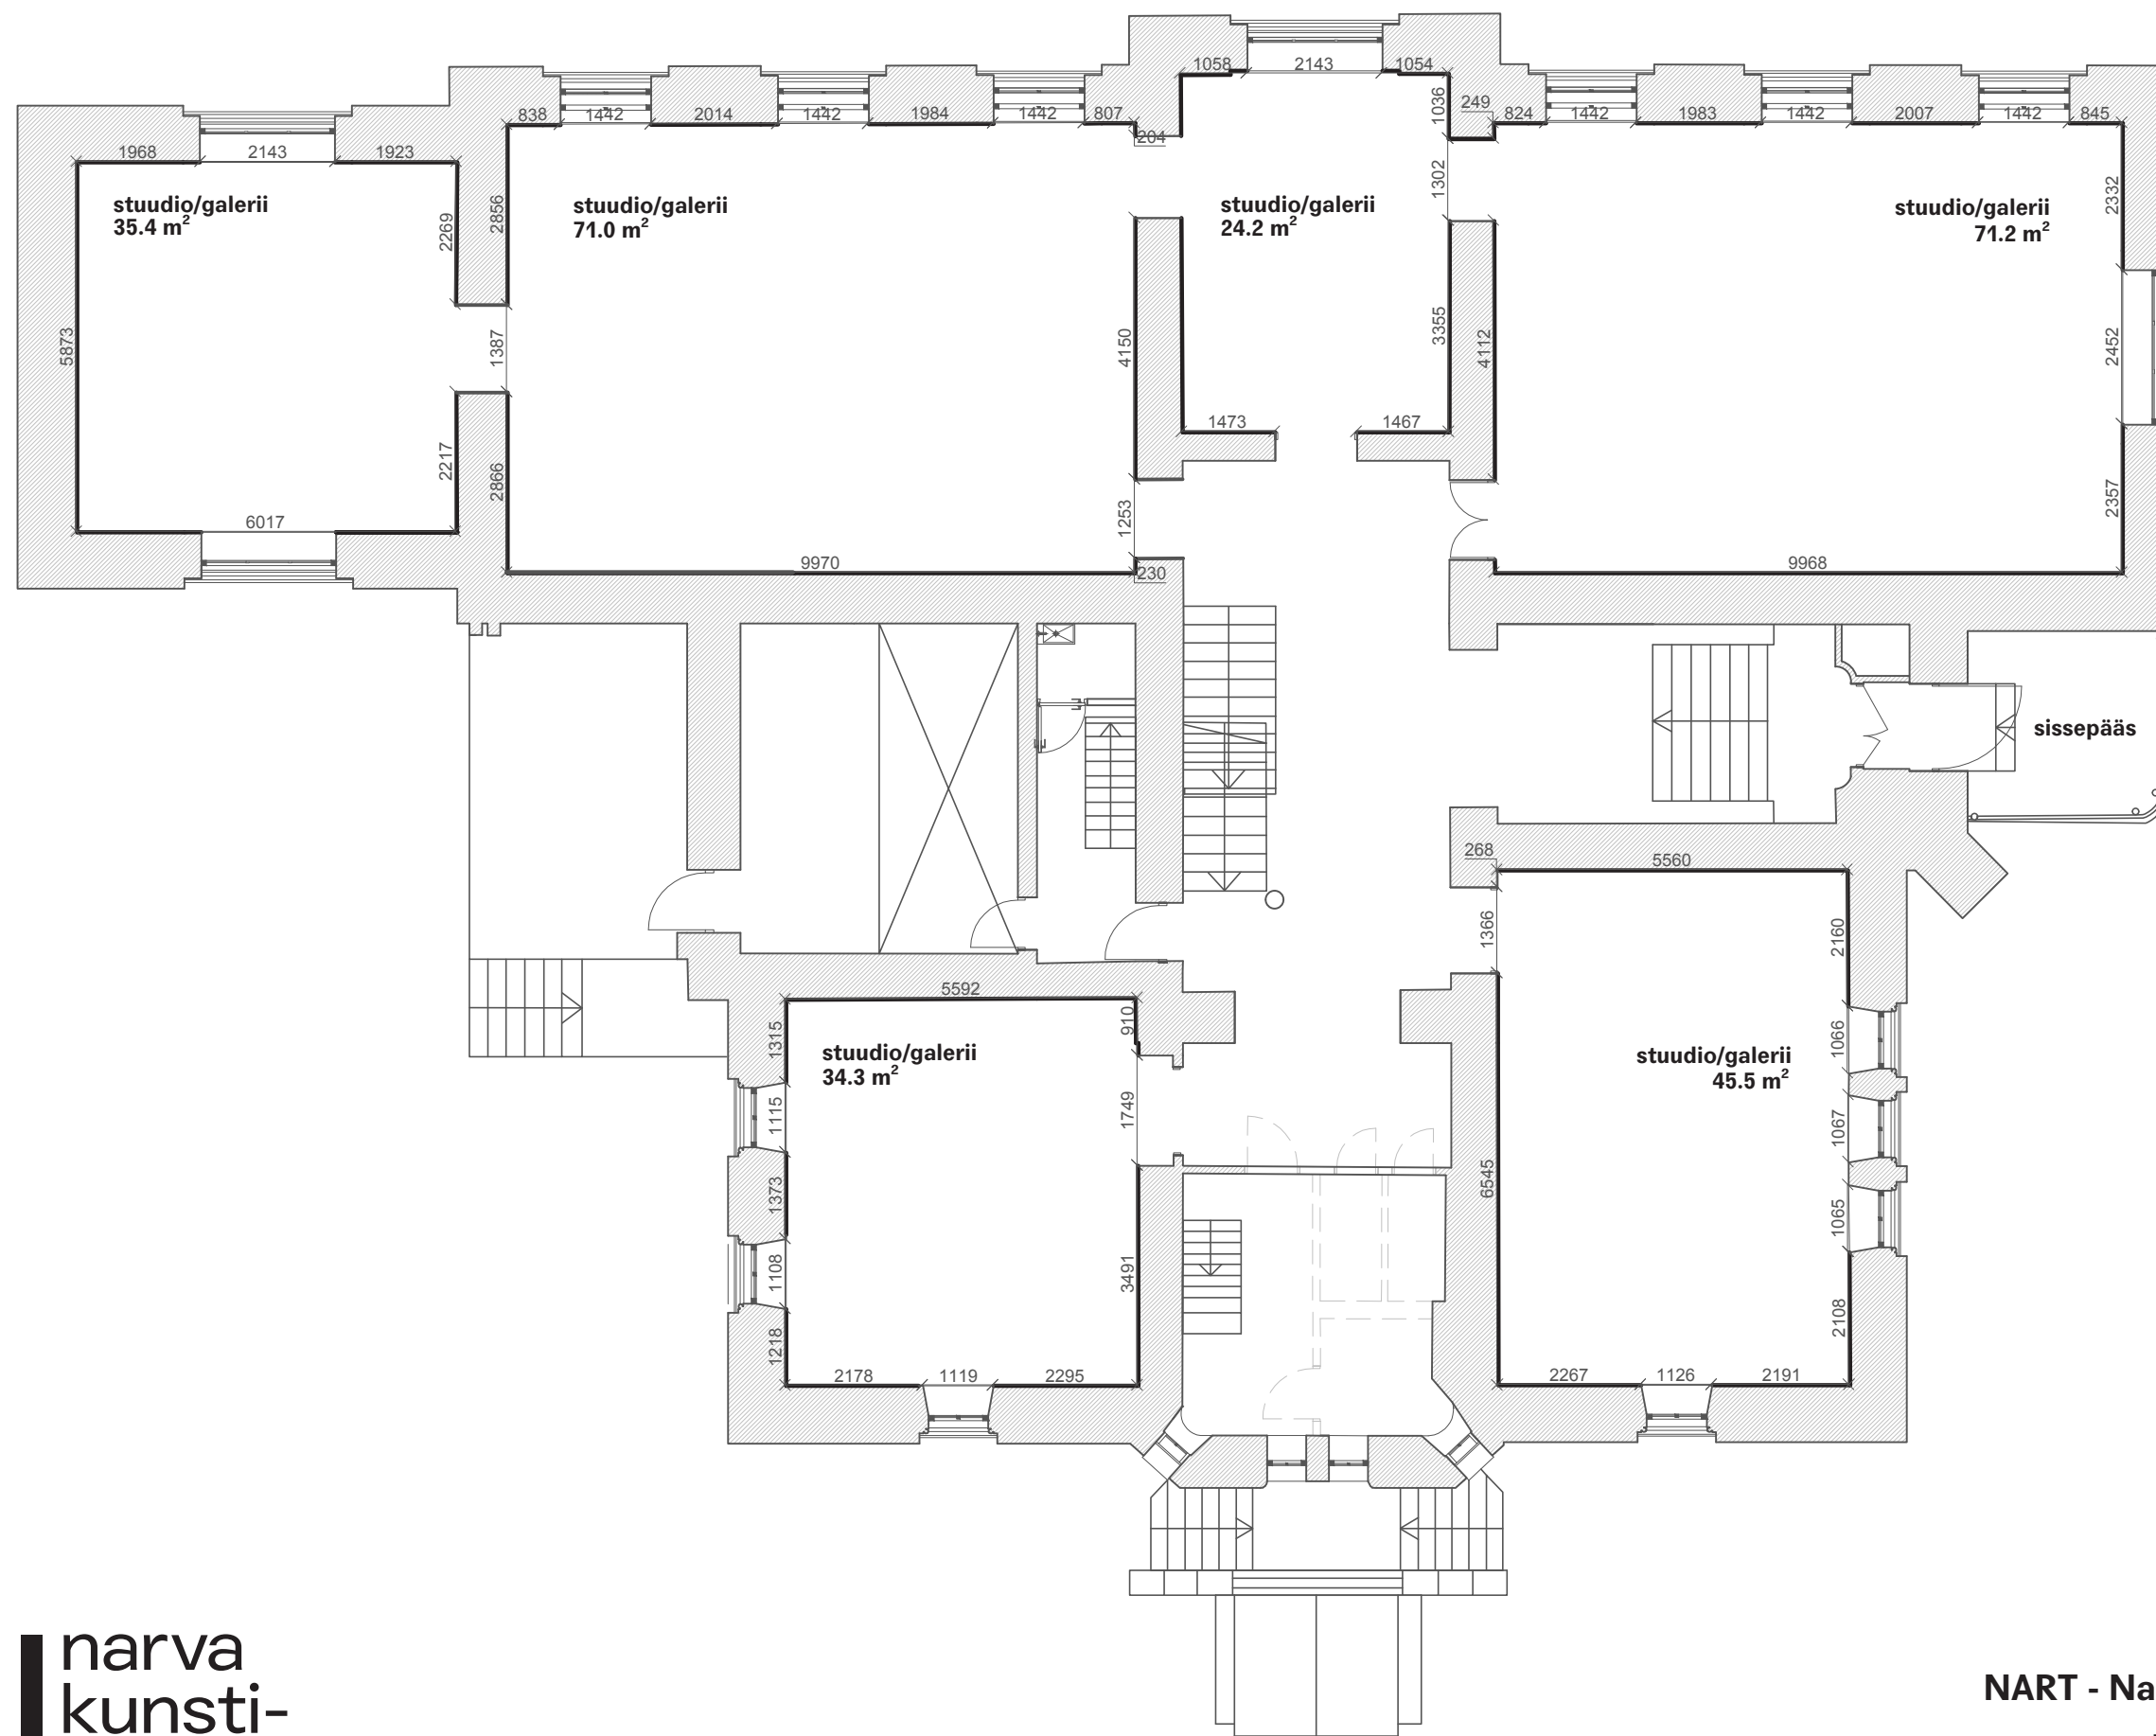 1058 2143 1054
1036
249
838 1442 2014 1442 1984 1442 807
204
824 1442 1983 1442 2007 1442 845
1968 2143 1923
stuudio/galerii
35.4 m²
2269
2856
stuudio/galerii
71.0 m²
1302
stuudio/galerii
24.2 m²
stuudio/galerii
71.2 m²
2332
5873
1387
4150
3355
4112
2452
1473 1467
2217
2866
6017
1253
2357
9970
230
9968
sissepääs
268
5560
1366
2160
5592
910
1315
stuudio/galerii
34.3 m²
stuudio/galerii
45.5 m²
1066
1115
1749
1067
1373
6545
1065
1108
3491
1218
2108
2178 1119 2295
2267 1126 2191
narva
kunsti-
NART - Na